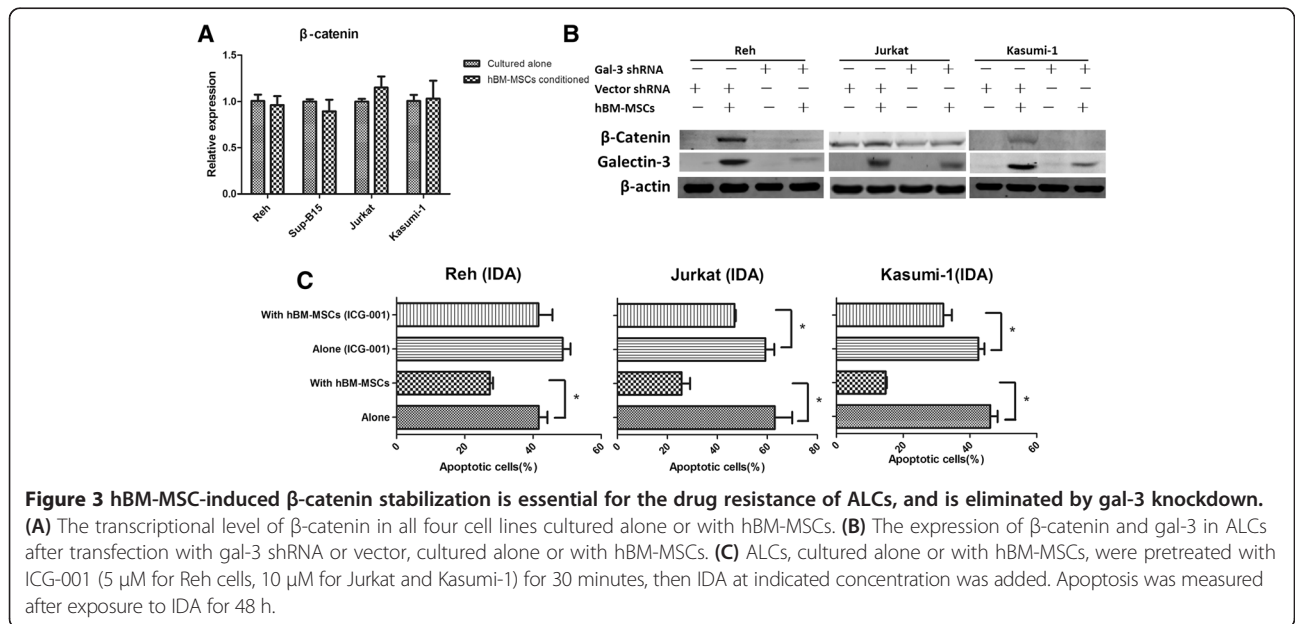 A
β-catenin
Relative expression
1.5
1.0
0.5
0.0
Reh
Sup-B15
Jurkat
Kasumi-1
Cultured alone
hBM-MSCs conditioned
B
Reh Jurkat Kasumi-1
Gal-3 shRNA − − + + − − + + − − + +
Vector shRNA + + − − + + − − + + − −
hBM-MSCs − + − + − + − + − + − +
β-Catenin
Galectin-3
β-actin
C
Reh (IDA)
With hBM-MSCs (ICG-001)
Alone (ICG-001)
With hBM-MSCs
Alone
*
0 20 40 60
Apoptotic cells(%)
Jurkat (IDA)
*
*
0 20 40 60 80
Apoptotic cells(%)
Kasumi-1(IDA)
*
*
0 20 40 60
Apoptotic cells(%)
Figure 3 hBM-MSC-induced β-catenin stabilization is essential for the drug resistance of ALCs, and is eliminated by gal-3 knockdown.
(A) The transcriptional level of β-catenin in all four cell lines cultured alone or with hBM-MSCs. (B) The expression of β-catenin and gal-3 in ALCs
after transfection with gal-3 shRNA or vector, cultured alone or with hBM-MSCs. (C) ALCs, cultured alone or with hBM-MSCs, were pretreated with
ICG-001 (5 μM for Reh cells, 10 μM for Jurkat and Kasumi-1) for 30 minutes, then IDA at indicated concentration was added. Apoptosis was measured
after exposure to IDA for 48 h.